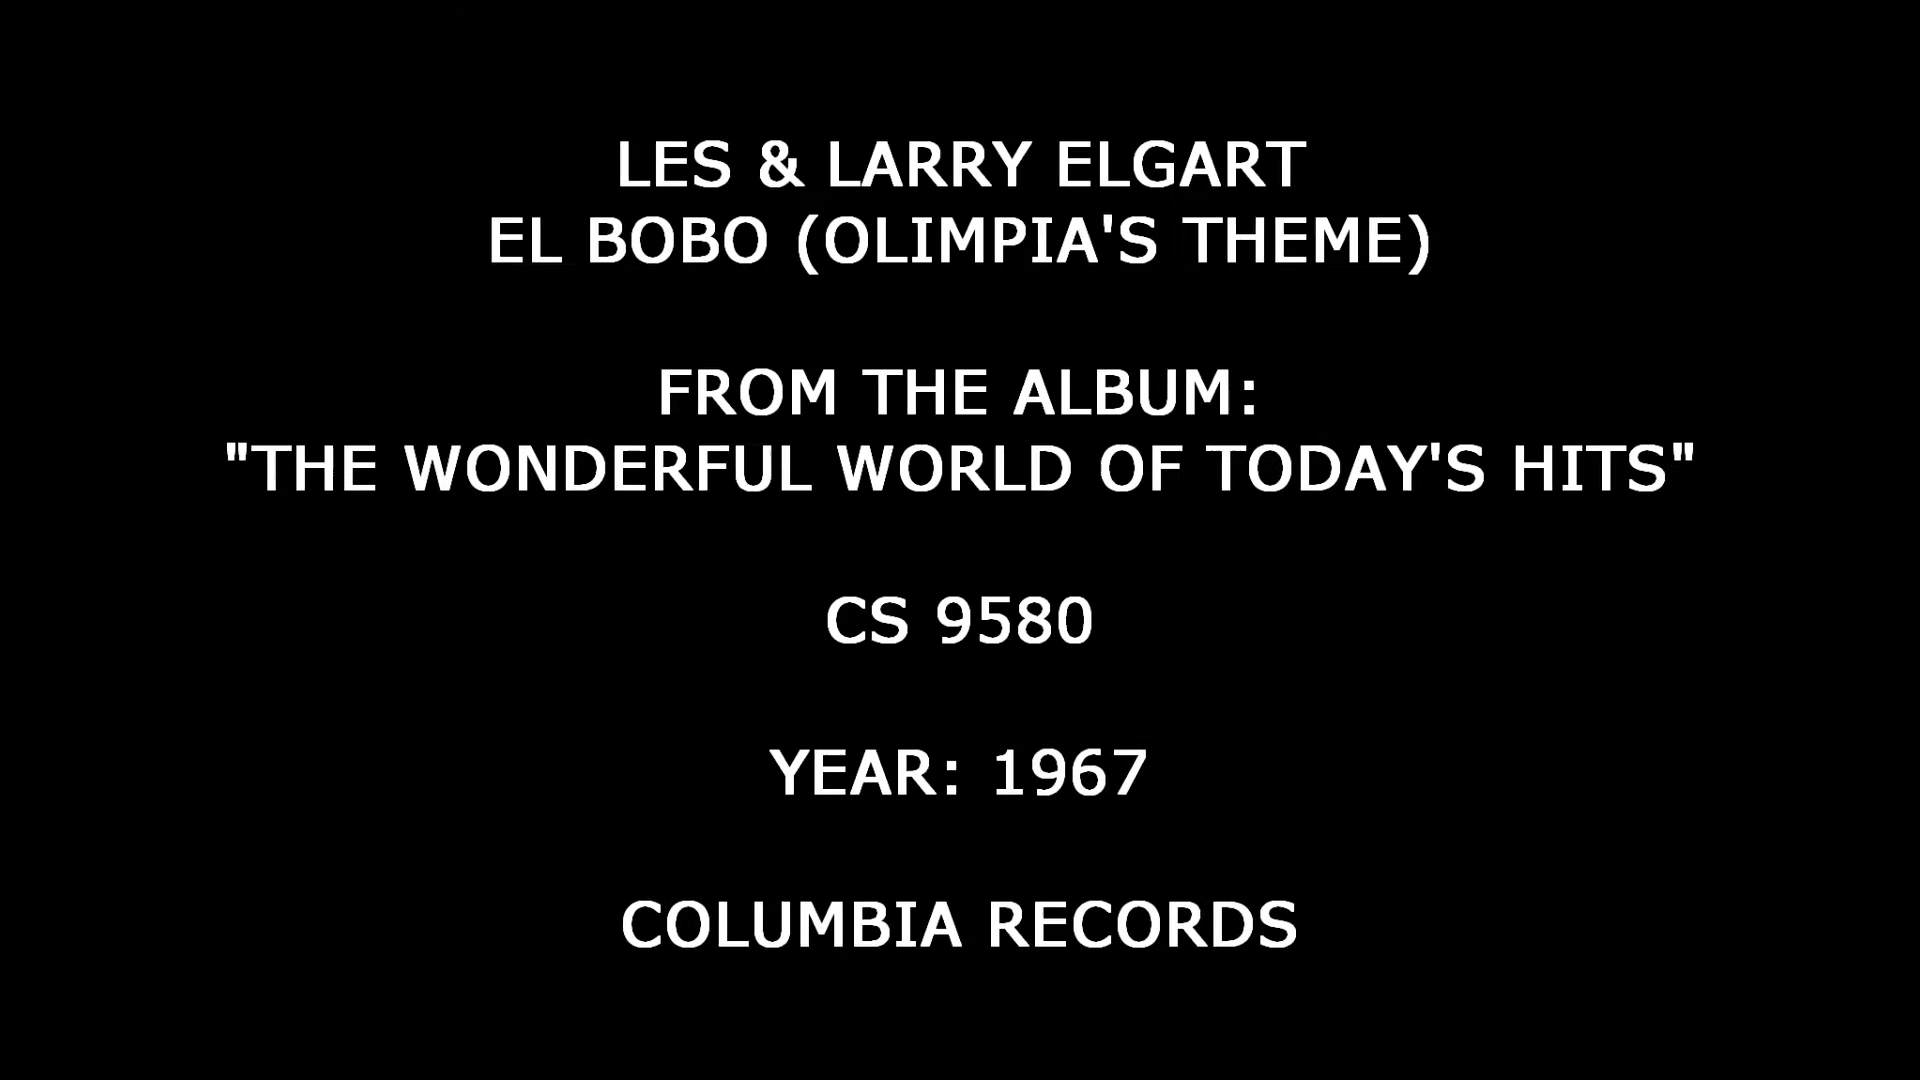 LES & LARRY ELGART
EL BOBO (OLIMPIA'S THEME)
FROM THE ALBUM:
"THE WONDERFUL WORLD OF TODAY'S HITS"
CS 9580
YEAR: 1967
COLUMBIA RECORDS